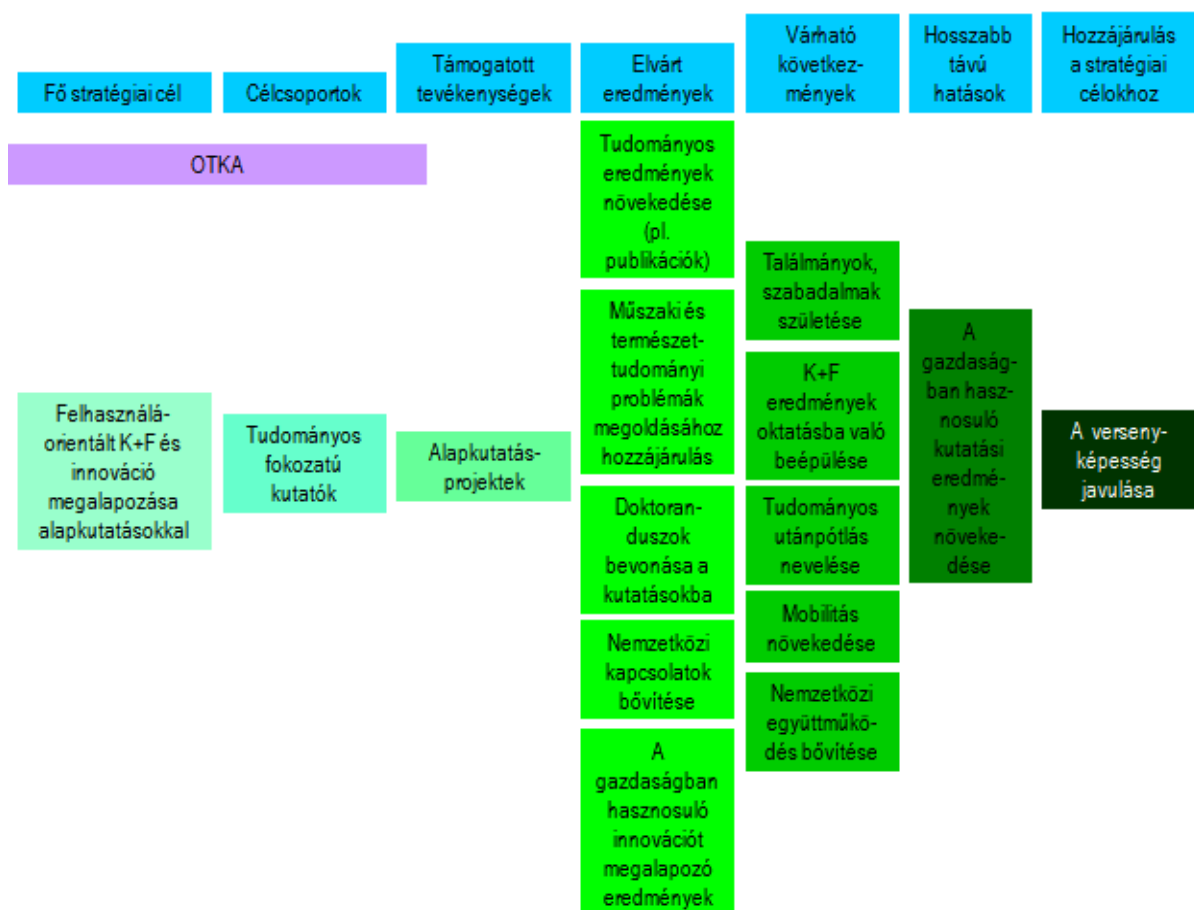 Fő stratégiai cél
Célcsoportok
Támogatott
tevékenységek
Elvárt
eredmények
Várható
következ-
mények
Hosszabb
távú
hatások
Hozzájárulás
a stratégiai
célokhoz
OTKA
Felhasználá-
orientált K+F és
innováció
megalapozása
alapkutatásokkal
Tudományos
fokozatú
kutatók
Alapkutatás-
projektek
Tudományos
eredmények
növekedése
(pl.
publikációk)
Műszaki és
természet-
tudományi
problémák
megoldásához
hozzájárulás
Doktoran-
duszok
bevonása a
kutatásokba
Nemzetközi
kapcsolatok
bővítése
A
gazdaságban
hasznosuló
innovációt
megalapozó
eredmények
Találmányok,
szabadalmak
születése
K+F
eredmények
oktatásba való
beépülése
Tudományos
utánpótlás
nevelése
Mobilitás
növekedése
Nemzetközi
együttműkö-
dés bővítése
A
gazdaság-
ban hasz-
nosuló
kutatási
eredmé-
nyek
növeke-
dése
A verseny-
képesség
javulása